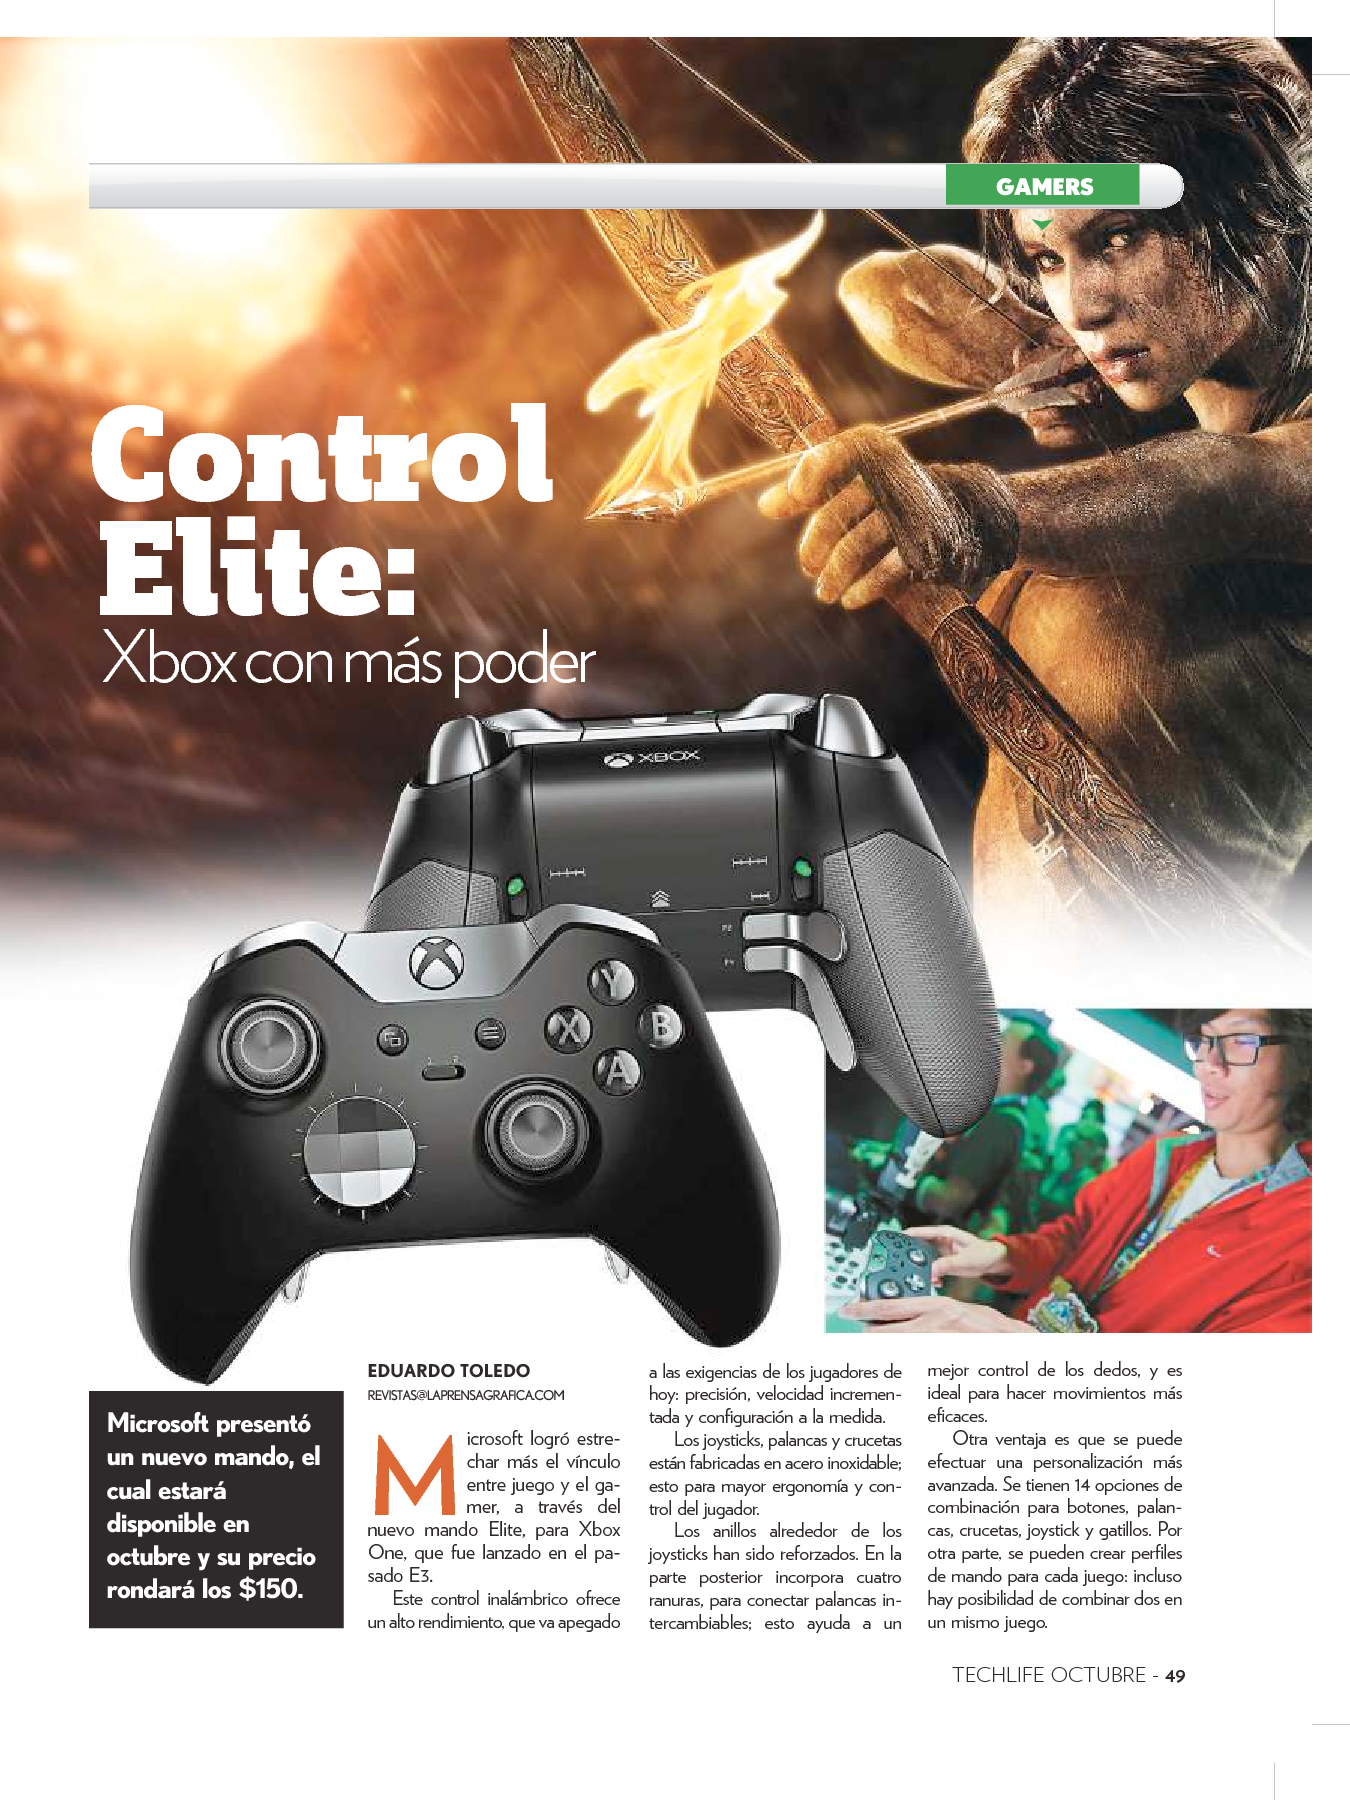 GAMERS
Control
Elite:
Xbox con más poder
XBOX
P2
P4
Y
X
B
A
1 2
EDUARDO TOLEDO
REVISTAS@LAPRENSAGRAFICA.COM
Microsoft presentó
un nuevo mando, el
cual estará
disponible en
octubre y su precio
rondará los $150.
Microsoft logró estre-
char más el vínculo
entre juego y el ga-
mer, a través del
nuevo mando Elite, para Xbox
One, que fue lanzado en el pa-
sado E3.
Este control inalámbrico ofrece
un alto rendimiento, que va apegado
a las exigencias de los jugadores de
hoy: precisión, velocidad incremen-
tada y configuración a la medida.
Los joysticks, palancas y crucetas
están fabricadas en acero inoxidable;
esto para mayor ergonomía y con-
trol del jugador.
Los anillos alrededor de los
joysticks han sido reforzados. En la
parte posterior incorpora cuatro
ranuras, para conectar palancas in-
tercambiables; esto ayuda a un
mejor control de los dedos, y es
ideal para hacer movimientos más
eficaces.
Otra ventaja es que se puede
efectuar una personalización más
avanzada. Se tienen 14 opciones de
combinación para botones, palan-
cas, crucetas, joystick y gatillos. Por
otra parte, se pueden crear perfiles
de mando para cada juego: incluso
hay posibilidad de combinar dos en
un mismo juego.
TECHLIFE OCTUBRE - 49